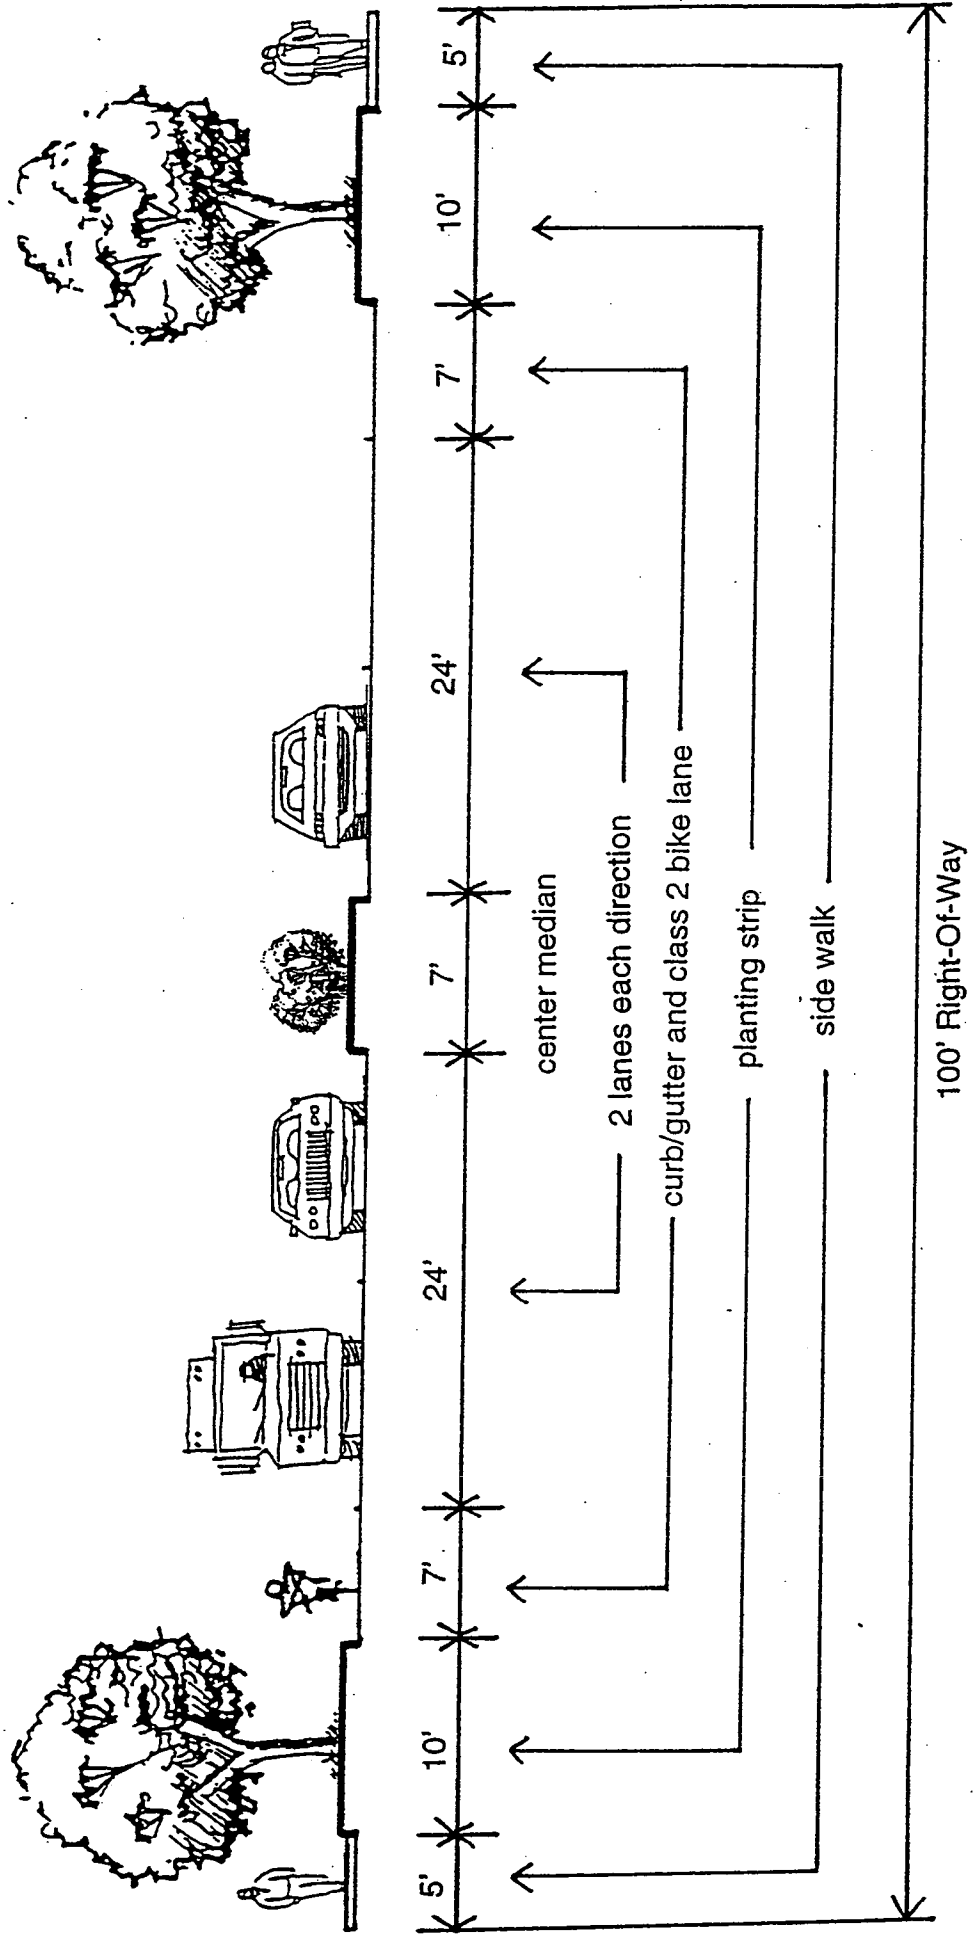 5' 10' 7' 24' 7' 24' 7' 10' 5'
center median
2 lanes each direction
curb/gutter and class 2 bike lane
planting strip
side walk
100' Right-Of-Way